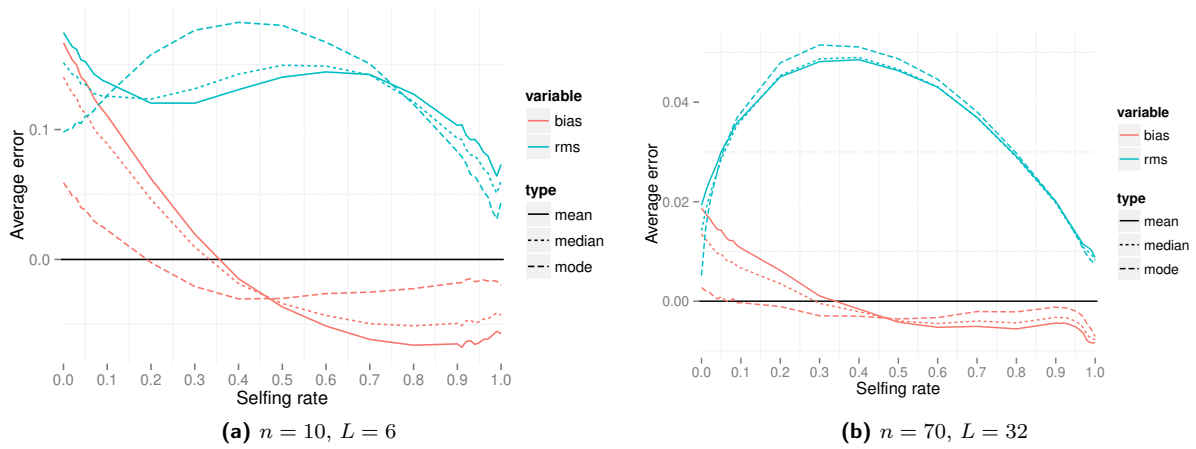 Average error
0.1
0.0
0.0 0.1 0.2 0.3 0.4 0.5 0.6 0.7 0.8 0.9 1.0
Selfing rate
variable
bias
rms
type
mean
median
mode
(a) n = 10, L = 6
Average error
0.04
0.02
0.00
0.0 0.1 0.2 0.3 0.4 0.5 0.6 0.7 0.8 0.9 1.0
Selfing rate
variable
bias
rms
type
mean
median
mode
(b) n = 70, L = 32